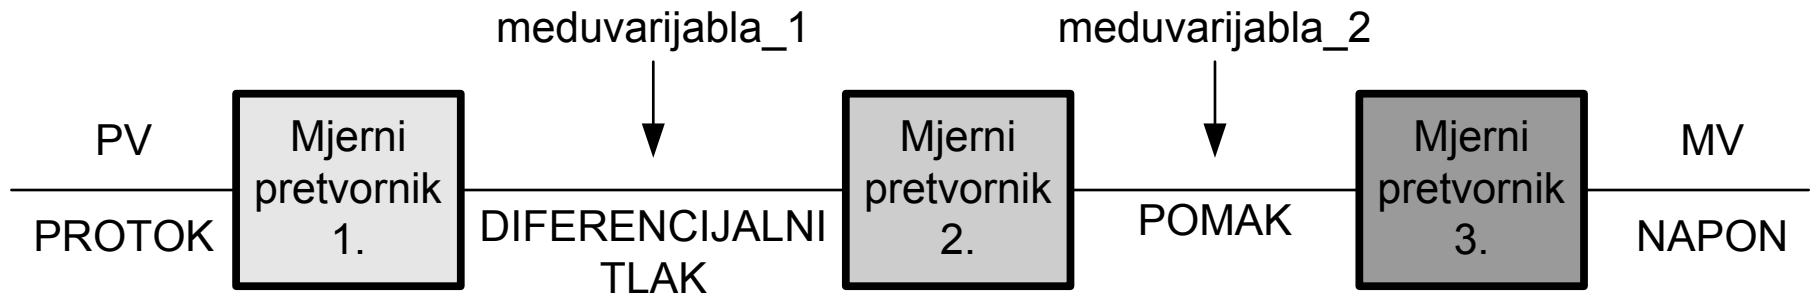 meduvarijabla_1
meduvarijabla_2
PV
PROTOK
Mjerni
pretvornik
1.
DIFERENCIJALNI
TLAK
Mjerni
pretvornik
2.
POMAK
Mjerni
pretvornik
3.
MV
NAPON